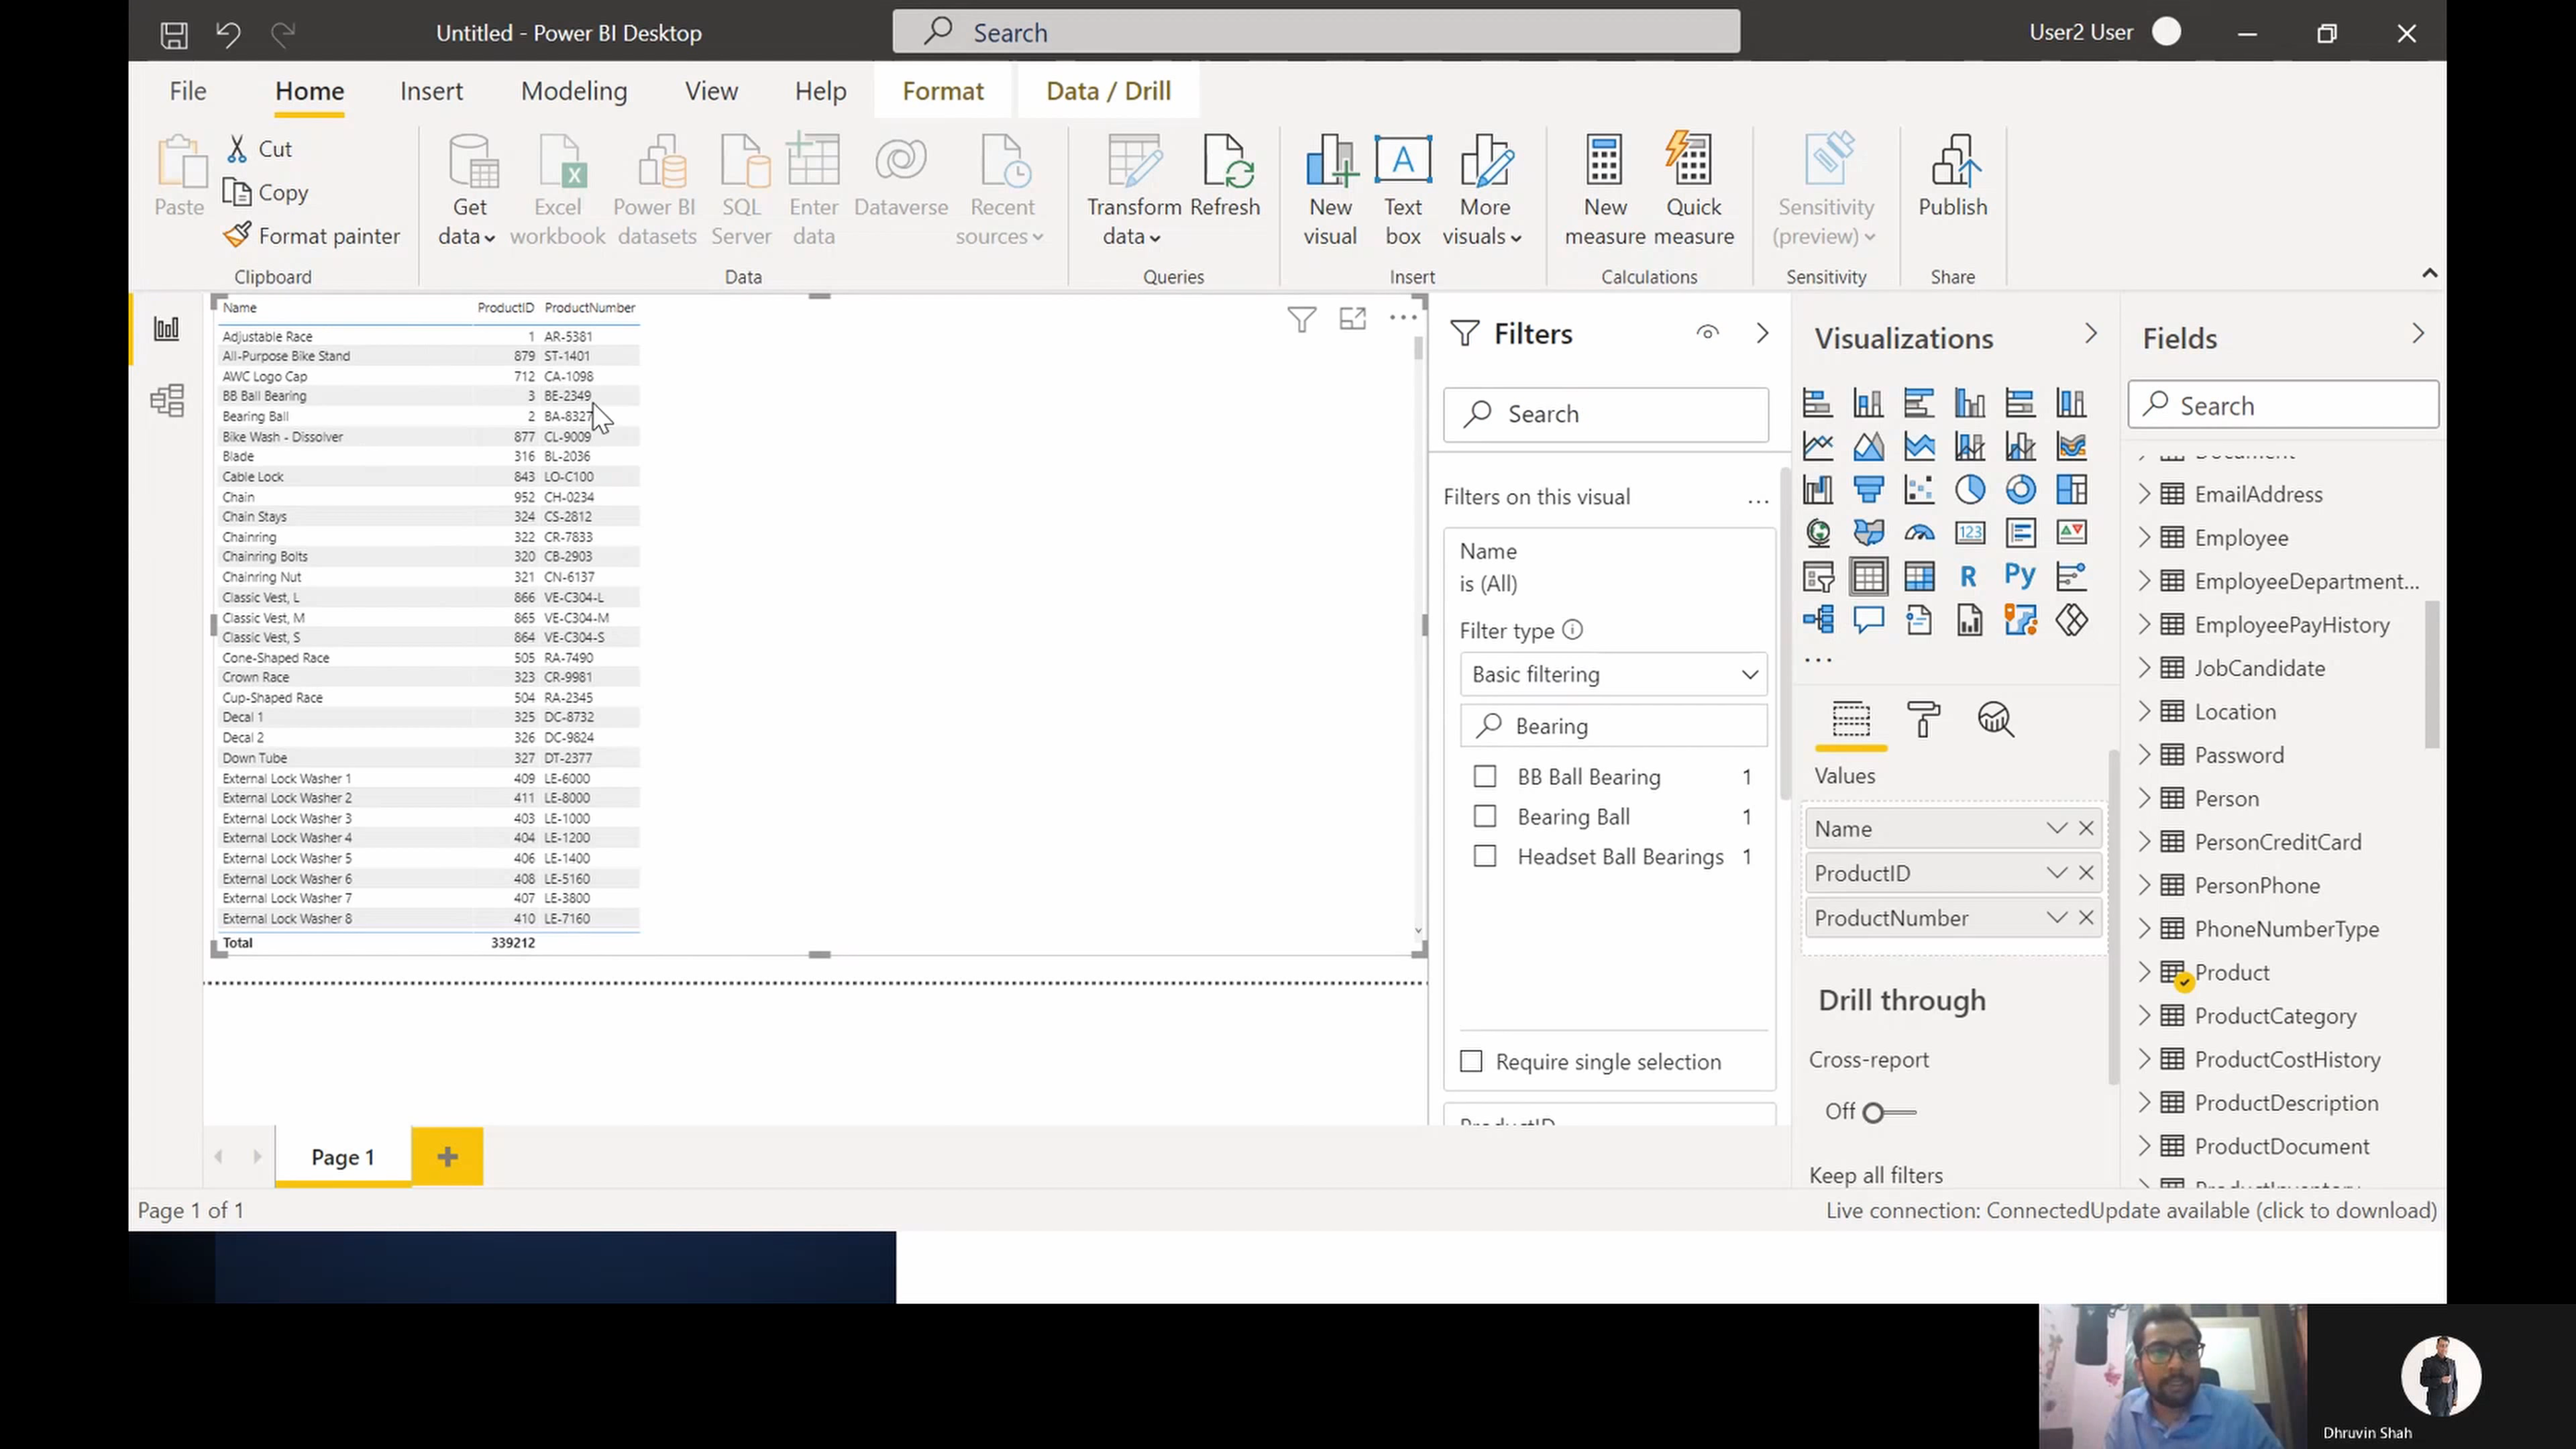 Untitled - Power BI Desktop
Search
User2 User
File
Home
Insert
Modeling
View
Help
Format
Data / Drill
Paste
Cut
Copy
Format painter
Clipboard
Get data
Excel workbook
Power BI datasets
SQL Server
Enter data
Dataverse
Recent sources
Data
Transform data
Refresh
Queries
New visual
Text box
More visuals
Insert
New measure
Quick measure
Calculations
Sensitivity (preview)
Sensitivity
Publish
Share
Name ProductID ProductNumber
Adjustable Race 1 AR-5381
All-Purpose Bike Stand 879 ST-1401
AWC Logo Cap 712 CA-1098
BB Ball Bearing 3 BE-2349
Bearing Ball 2 BA-8327
Bike Wash - Dissolver 877 CL-9009
Blade 316 BL-2036
Cable Lock 843 LO-C100
Chain 952 CH-0234
Chain Stays 324 CS-2812
Chainring 322 CR-7833
Chainring Bolts 320 CB-2903
Chainring Nut 321 CN-6137
Classic Vest, L 866 VE-C304-L
Classic Vest, M 865 VE-C304-M
Classic Vest, S 864 VE-C304-S
Cone-Shaped Race 505 RA-7490
Crown Race 323 CR-9981
Cup-Shaped Race 504 RA-2345
Decal 1 325 DC-8732
Decal 2 326 DC-9824
Down Tube 327 DT-2377
External Lock Washer 1 409 LE-6000
External Lock Washer 2 411 LE-8000
External Lock Washer 3 403 LE-1000
External Lock Washer 4 404 LE-1200
External Lock Washer 5 406 LE-1400
External Lock Washer 6 408 LE-5160
External Lock Washer 7 407 LE-3800
External Lock Washer 8 410 LE-7160
Total 339212
Filters
Search
Filters on this visual
Name
is (All)
Filter type
Basic filtering
Bearing
BB Ball Bearing 1
Bearing Ball 1
Headset Ball Bearings 1
Require single selection
ProductID
Visualizations
R
Py
123
Values
Name
ProductID
ProductNumber
Drill through
Cross-report
Off
Keep all filters
Fields
Search
Document
EmailAddress
Employee
EmployeeDepartment...
EmployeePayHistory
JobCandidate
Location
Password
Person
PersonCreditCard
PersonPhone
PhoneNumberType
Product
ProductCategory
ProductCostHistory
ProductDescription
ProductDocument
ProductInventory
Page 1
Page 1 of 1
Live connection: ConnectedUpdate available (click to download)
Dhruvin Shah